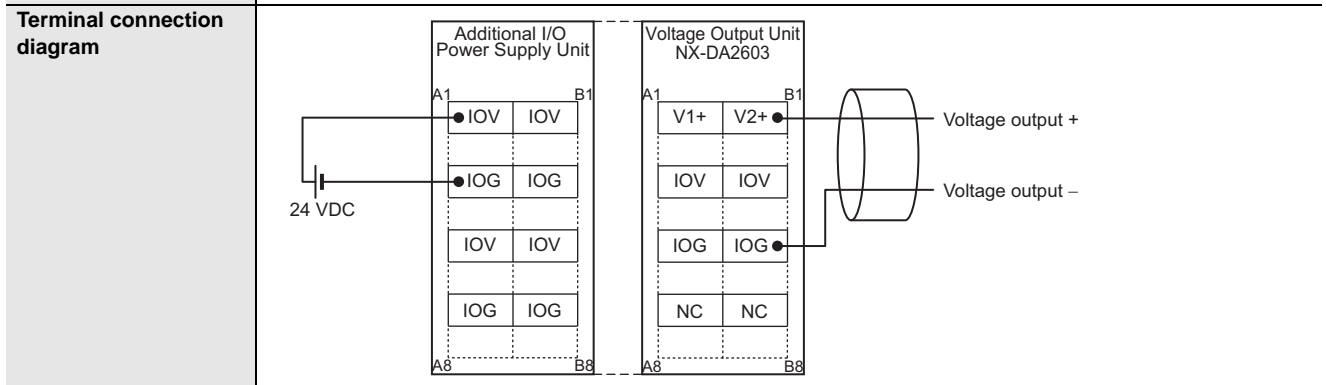 Terminal connection
diagram
Additional I/O
Power Supply Unit
A1 B1
IOV IOV
IOG IOG
IOV IOV
IOG IOG
A8 B8
24 VDC
Voltage Output Unit
NX-DA2603
A1 B1
V1+ V2+
IOV IOV
IOG IOG
NC NC
A8 B8
Voltage output +
Voltage output −